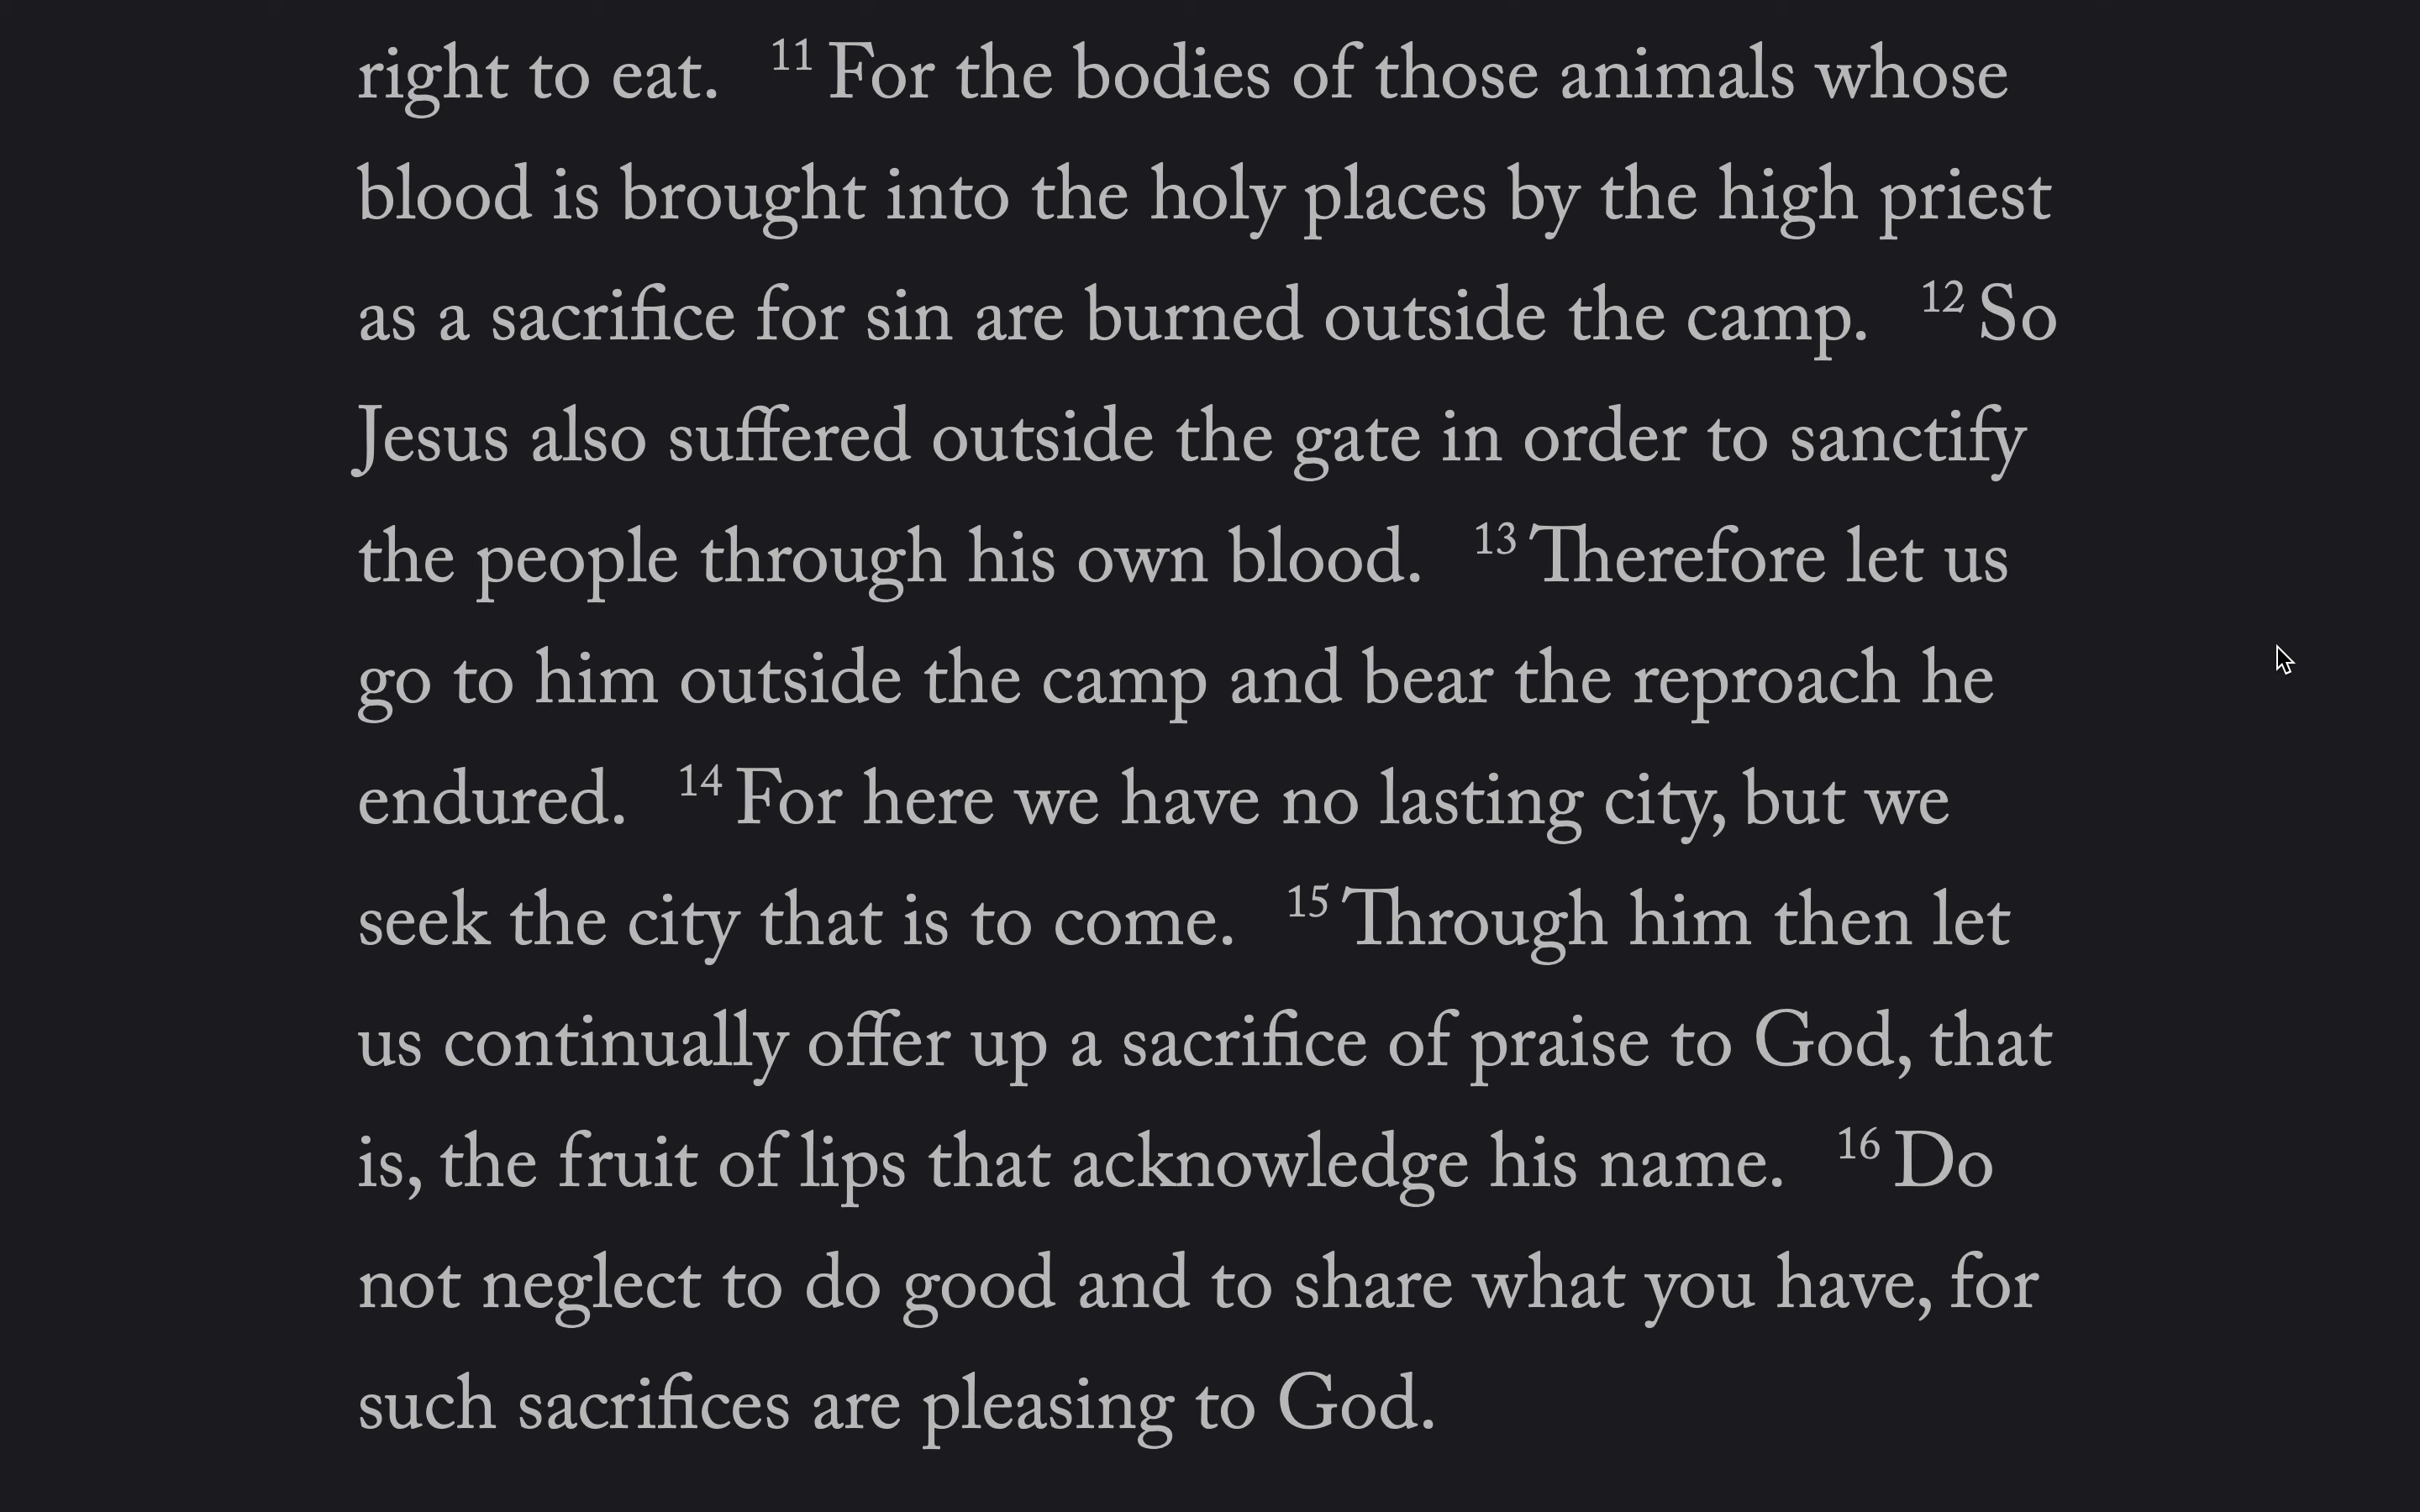 right to eat. 11 For the bodies of those animals whose
blood is brought into the holy places by the high priest
as a sacrifice for sin are burned outside the camp. 12 So
Jesus also suffered outside the gate in order to sanctify
the people through his own blood. 13 Therefore let us
go to him outside the camp and bear the reproach he
endured. 14 For here we have no lasting city, but we
seek the city that is to come. 15 Through him then let
us continually offer up a sacrifice of praise to God, that
is, the fruit of lips that acknowledge his name. 16 Do
not neglect to do good and to share what you have, for
such sacrifices are pleasing to God.